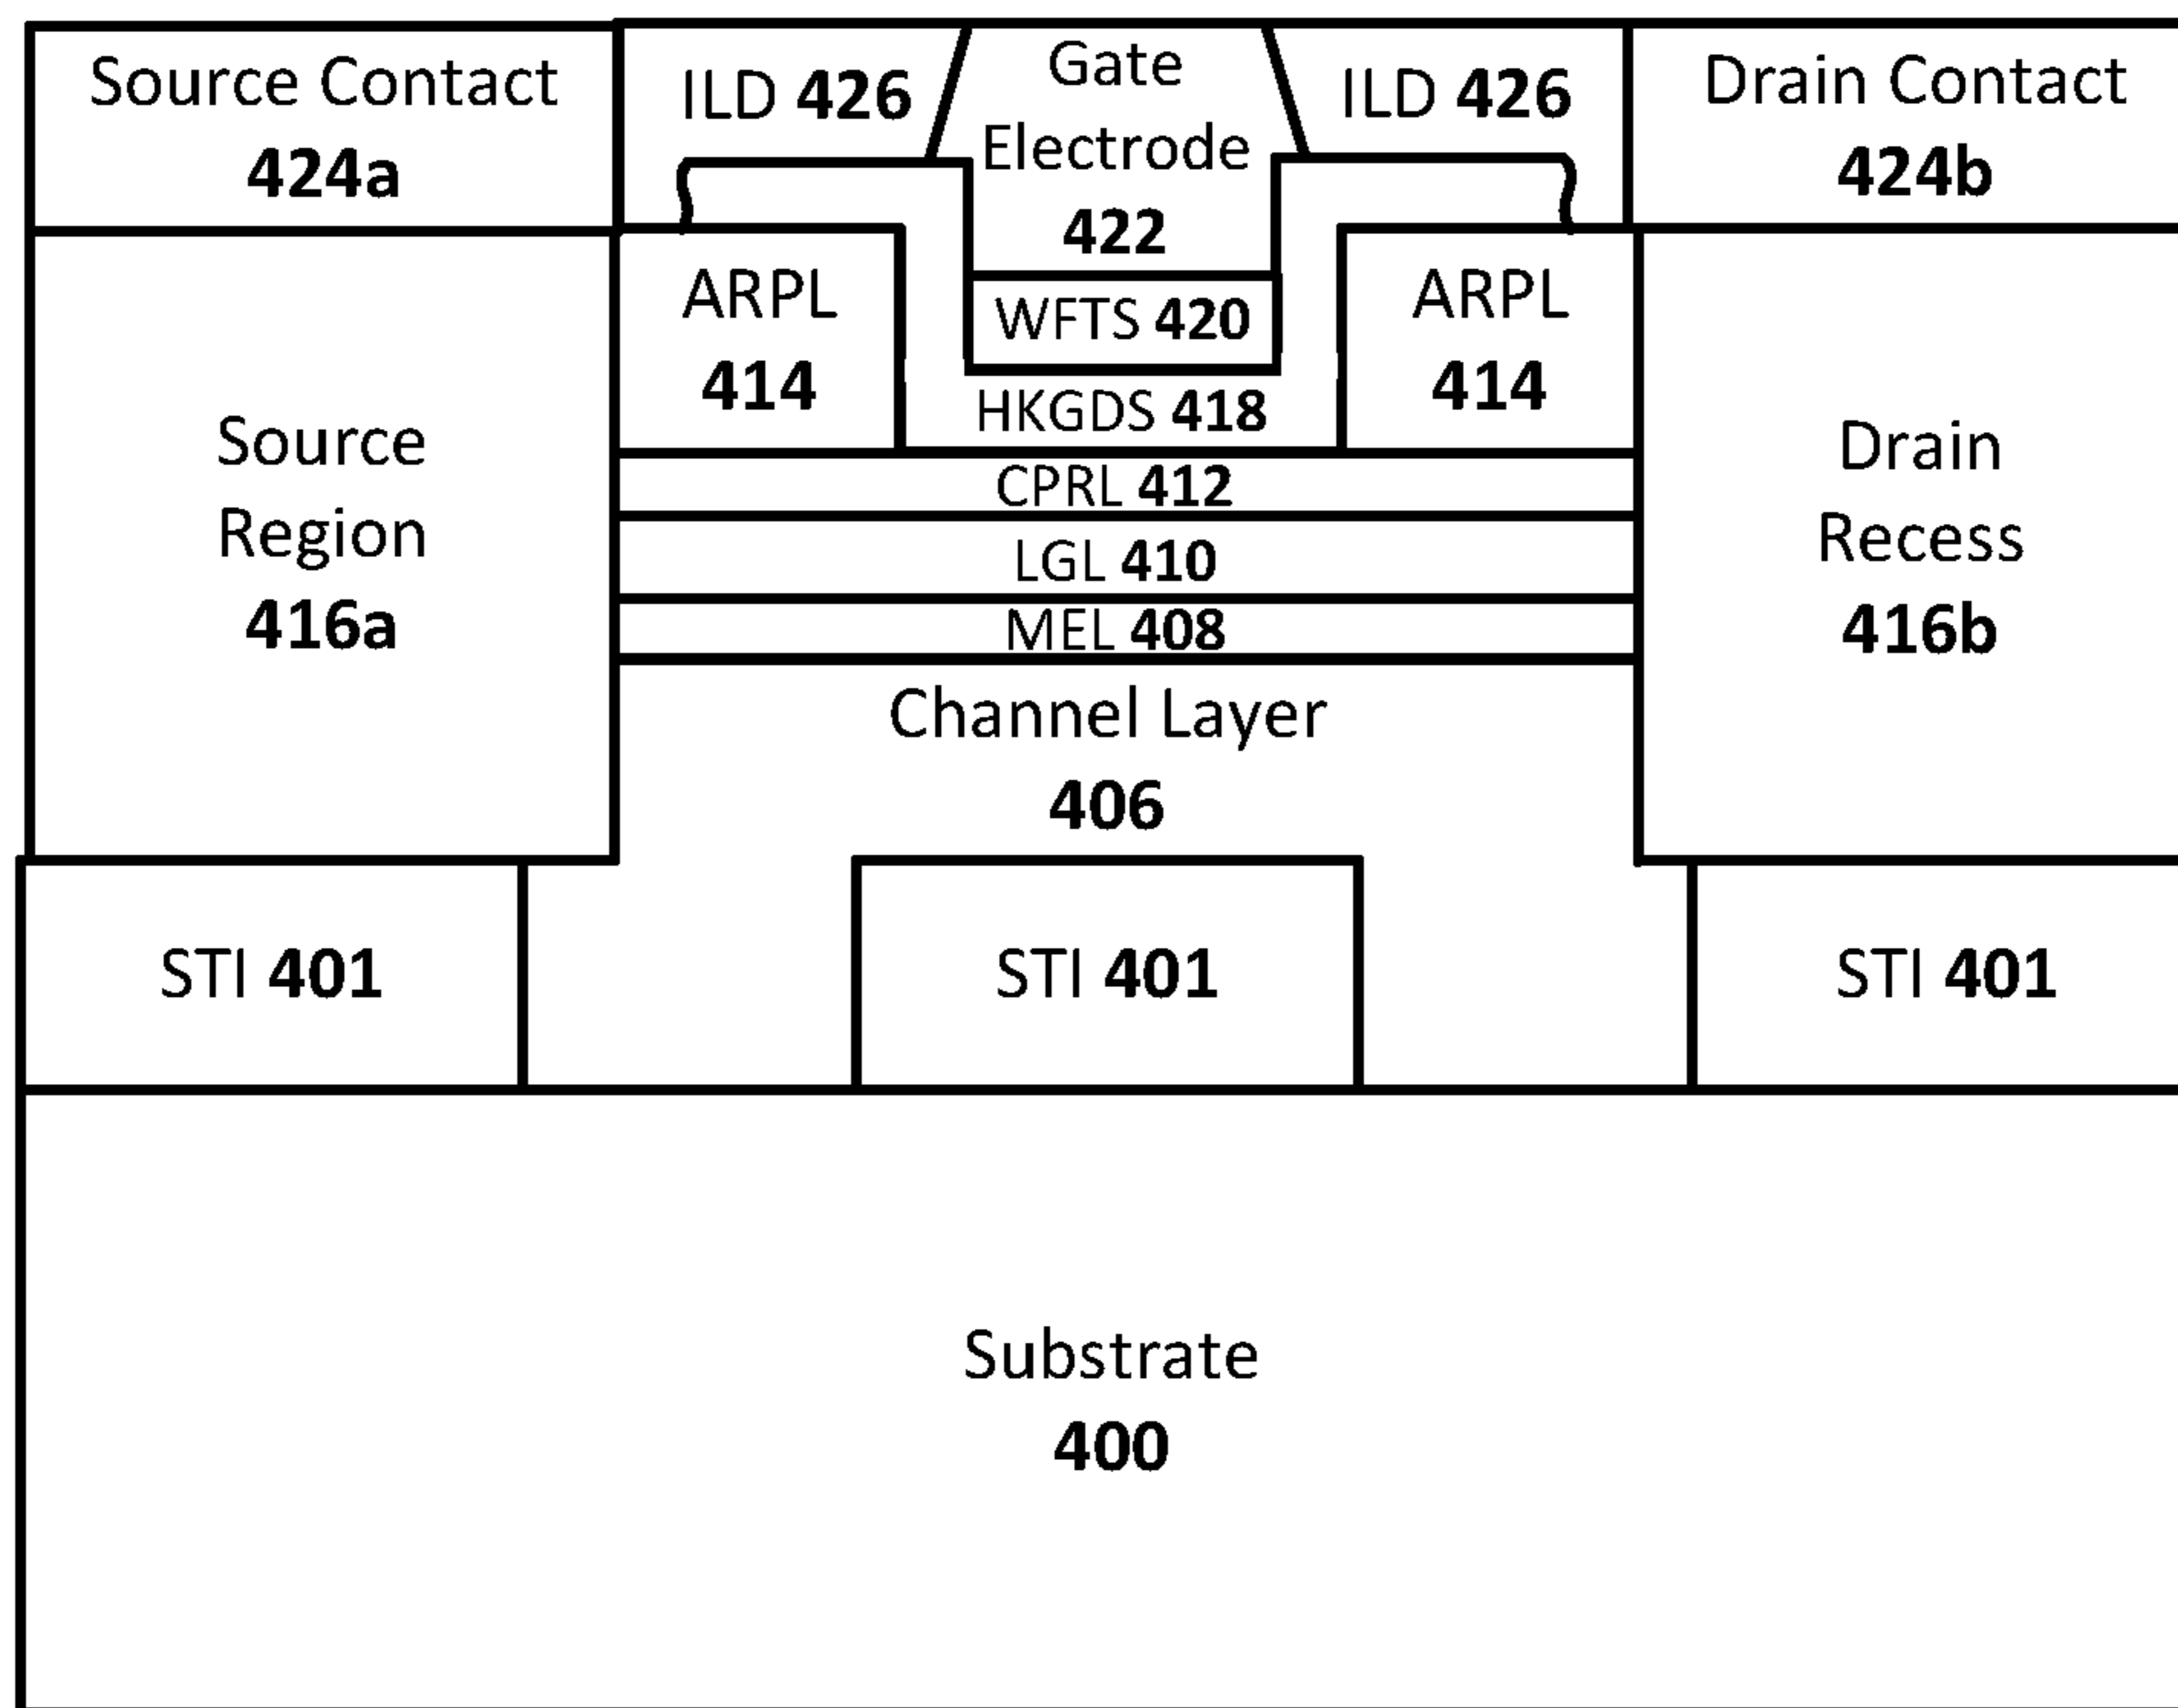 Source Contact
424a
ILD 426
Gate
Electrode
422
ILD 426
Drain Contact
424b
ARPL
414
WFTS 420
ARPL
414
HKGDS 418
Source
Region
416a
CPRL 412
LGL 410
MEL 408
Drain
Recess
416b
Channel Layer
406
STI 401
STI 401
STI 401
Substrate
400